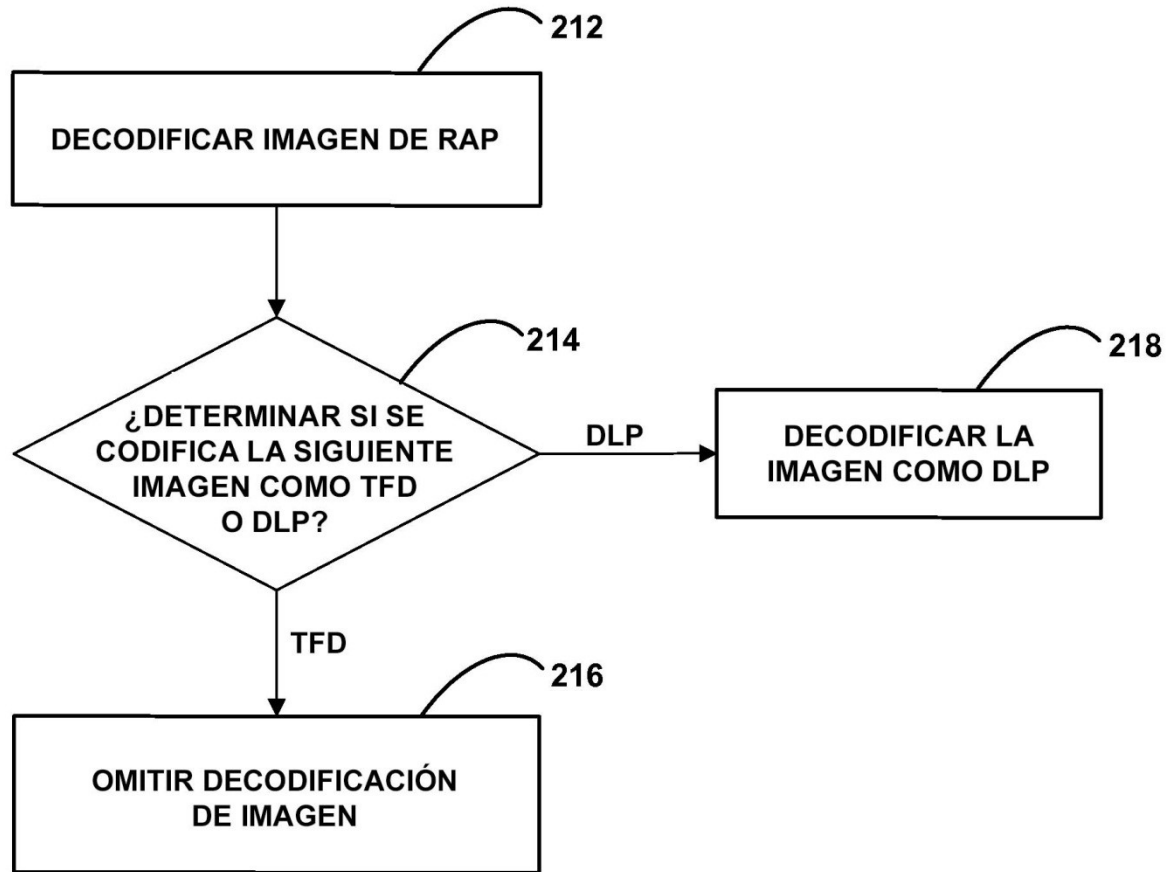 212
DECODIFICAR IMAGEN DE RAP
214
¿DETERMINAR SI SE
CODIFICA LA SIGUIENTE
IMAGEN COMO TFD
O DLP?
DLP
218
DECODIFICAR LA
IMAGEN COMO DLP
TFD
216
OMITIR DECODIFICACIÓN
DE IMAGEN